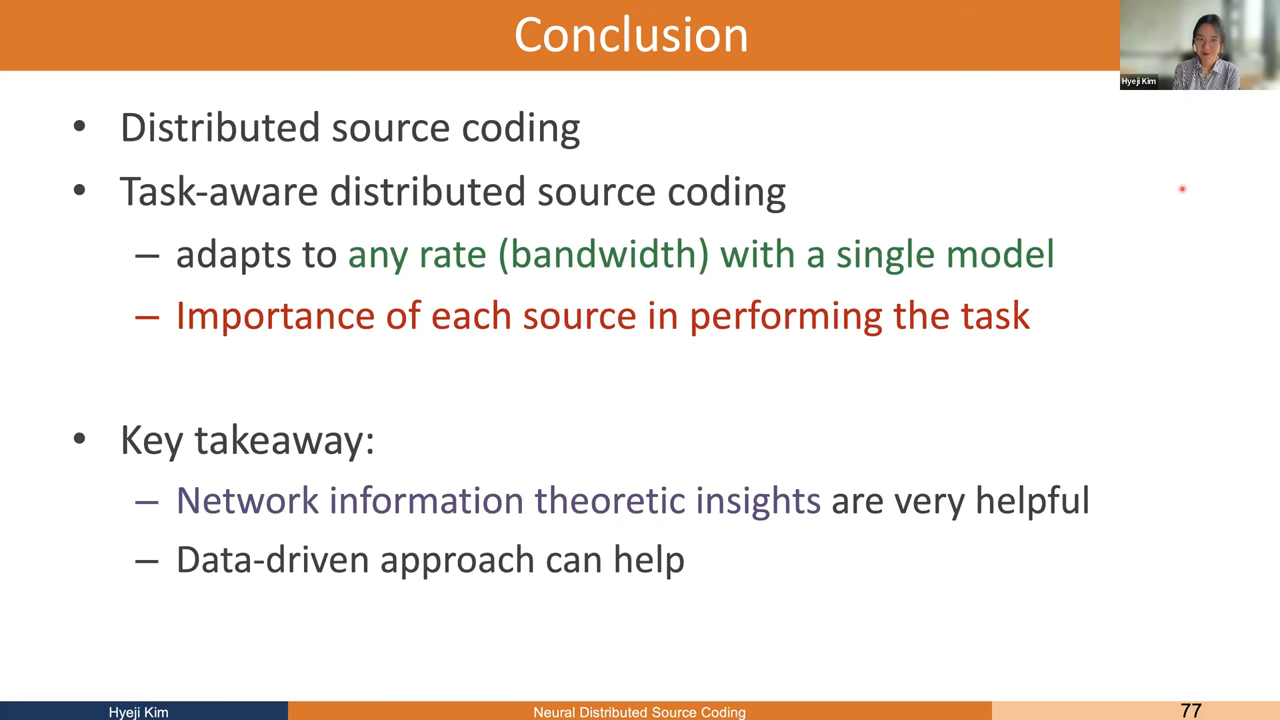 Conclusion
Hyeji Kim
• Distributed source coding
• Task-aware distributed source coding
– adapts to any rate (bandwidth) with a single model
– Importance of each source in performing the task
• Key takeaway:
– Network information theoretic insights are very helpful
– Data-driven approach can help
Hyeji Kim
Neural Distributed Source Coding
77